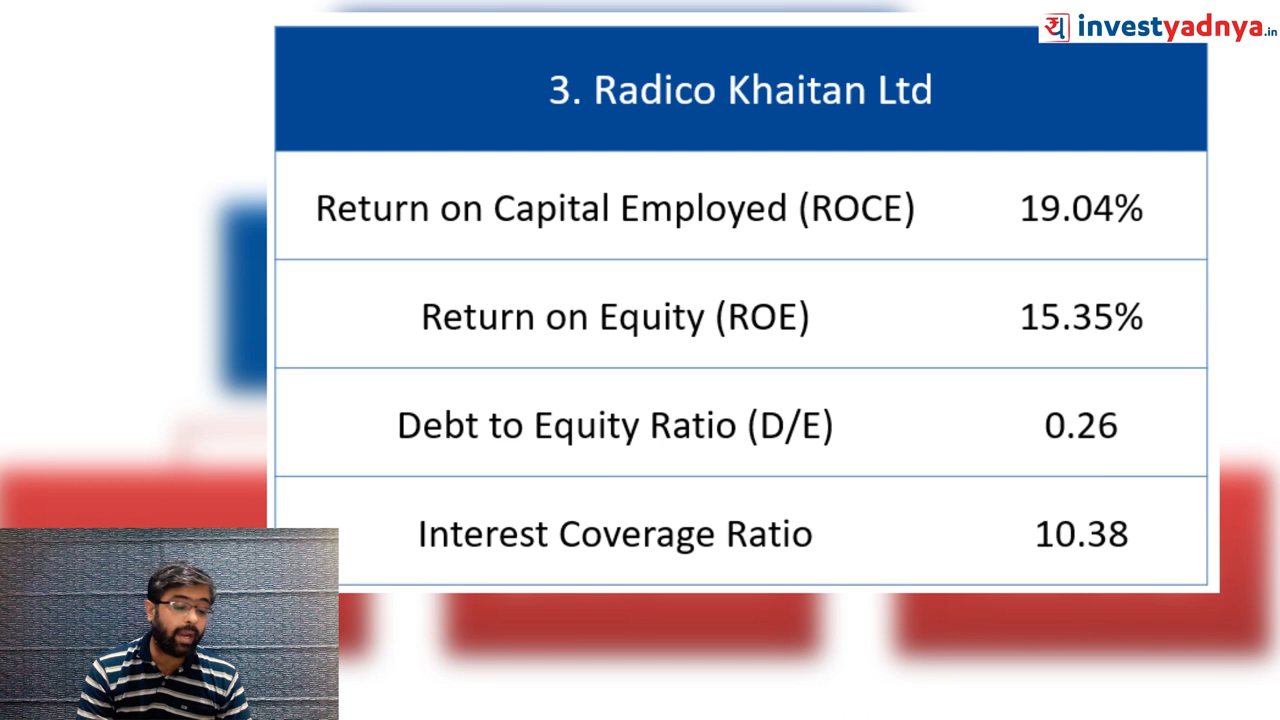 investyadnya.in
3. Radico Khaitan Ltd
Return on Capital Employed (ROCE) 19.04%
Return on Equity (ROE) 15.35%
Debt to Equity Ratio (D/E) 0.26
Interest Coverage Ratio 10.38